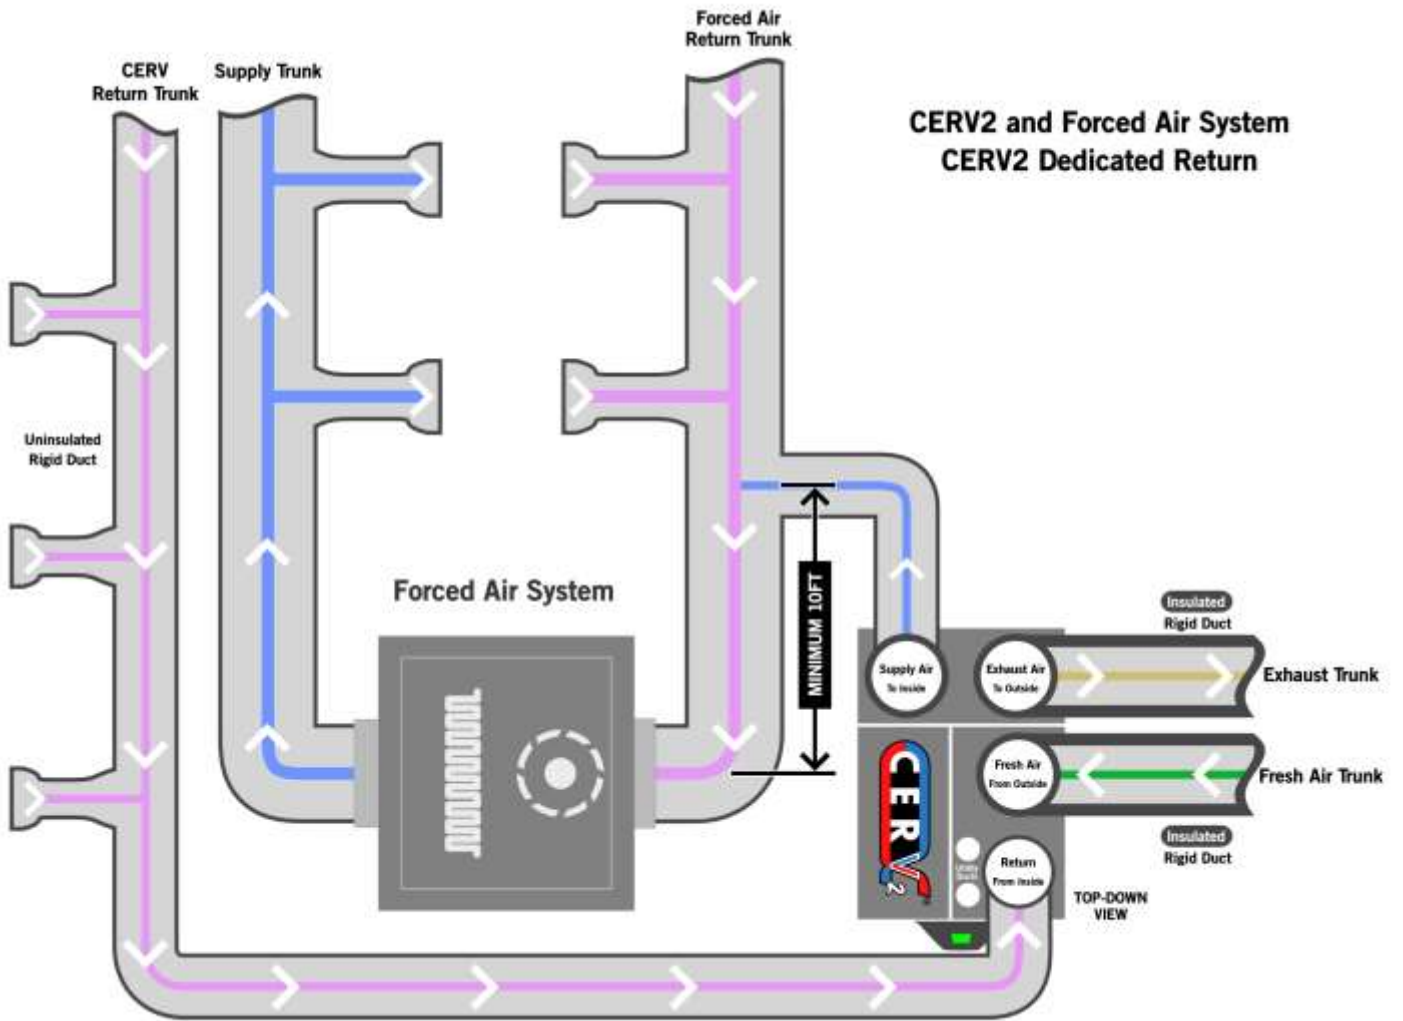 Forced Air
Return Trunk
CERV
Return Trunk
Supply Trunk
CERV2 and Forced Air System
CERV2 Dedicated Return
Uninsulated
Rigid Duct
Forced Air System
MINIMUM 10FT
Insulated
Rigid Duct
Supply Air
To Inside
Exhaust Air
To Outside
Exhaust Trunk
Fresh Air
From Outside
Fresh Air Trunk
CERV2
Insulated
Rigid Duct
Return
From Inside
TOP-DOWN
VIEW